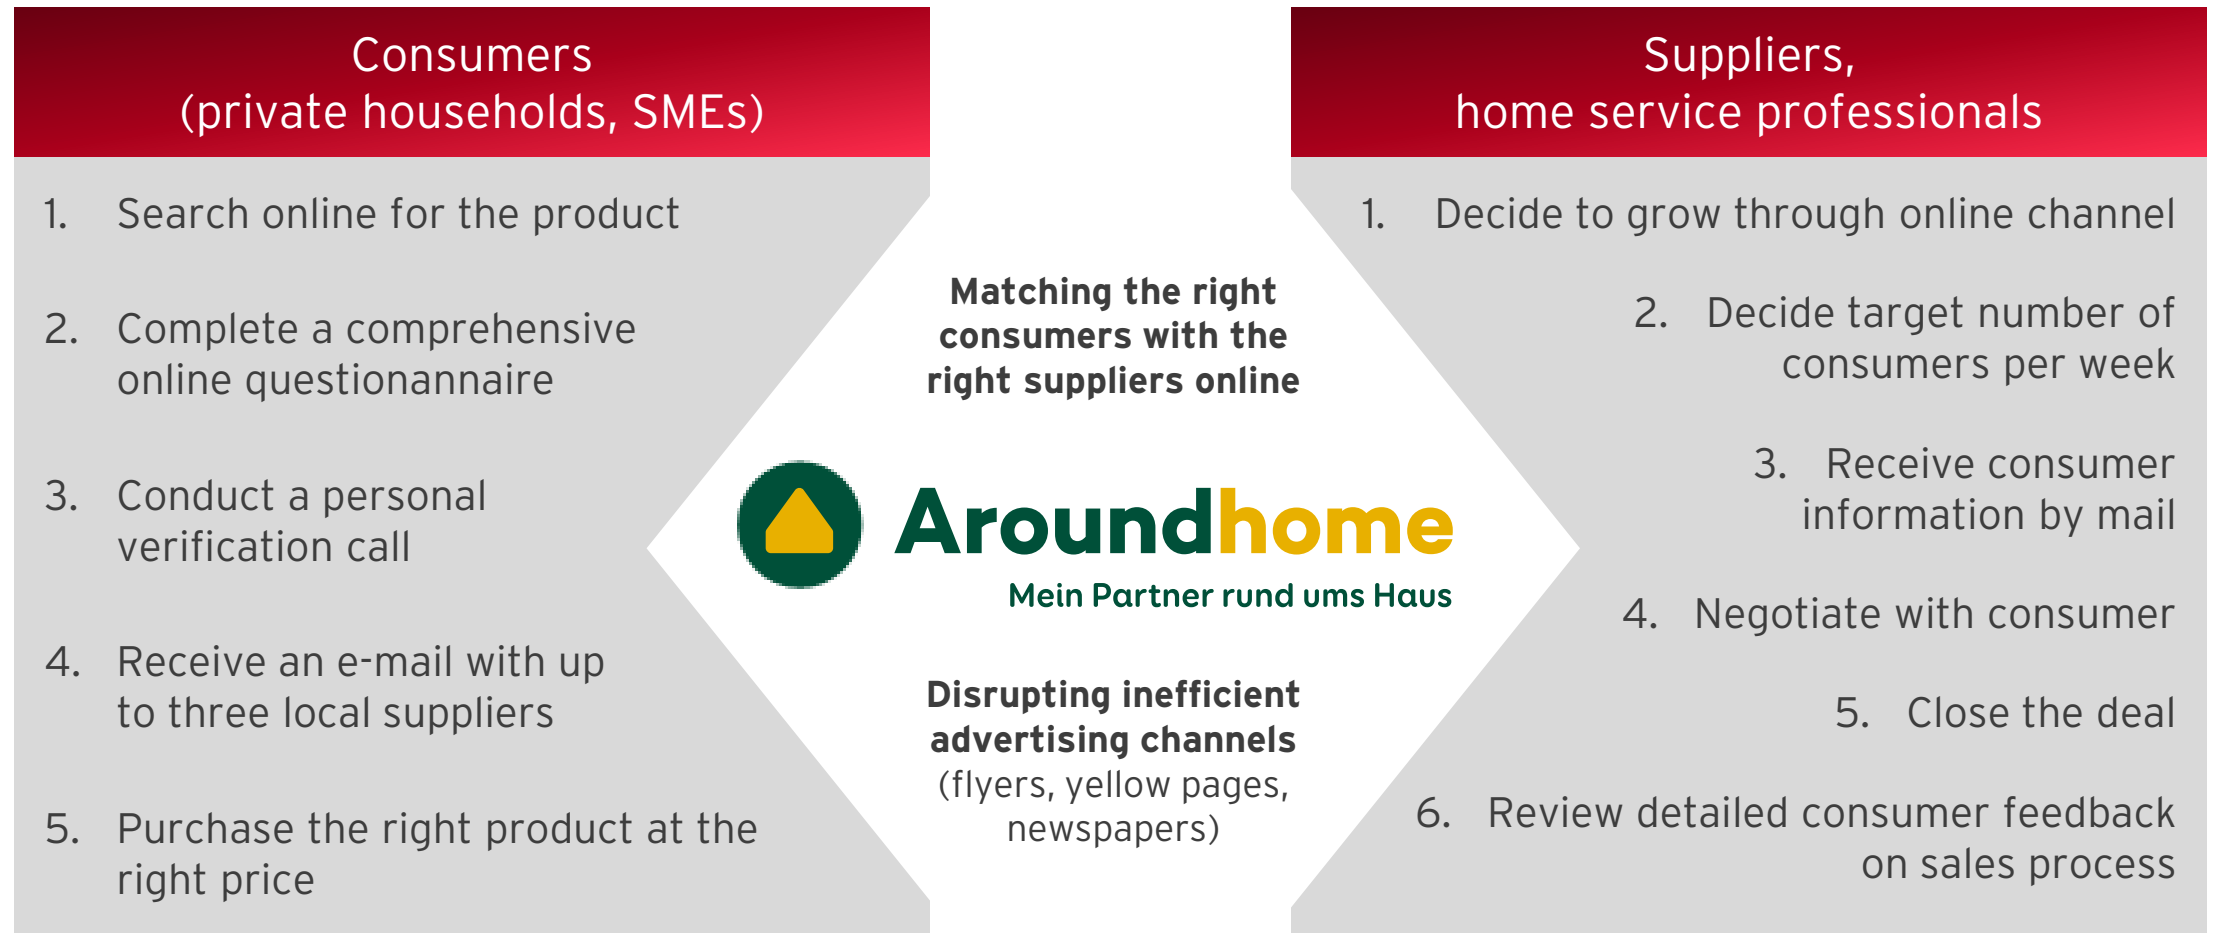 Consumers
(private households, SMEs)
1. Search online for the product
2. Complete a comprehensive
online questionannaire
3. Conduct a personal
verification call
4. Receive an e-mail with up
to three local suppliers
5. Purchase the right product at the
right price
Matching the right
consumers with the
right suppliers online
Aroundhome
Mein Partner rund ums Haus
Disrupting inefficient
advertising channels
(flyers, yellow pages,
newspapers)
Suppliers,
home service professionals
1. Decide to grow through online channel
2. Decide target number of
consumers per week
3. Receive consumer
information by mail
4. Negotiate with consumer
5. Close the deal
6. Review detailed consumer feedback
on sales process